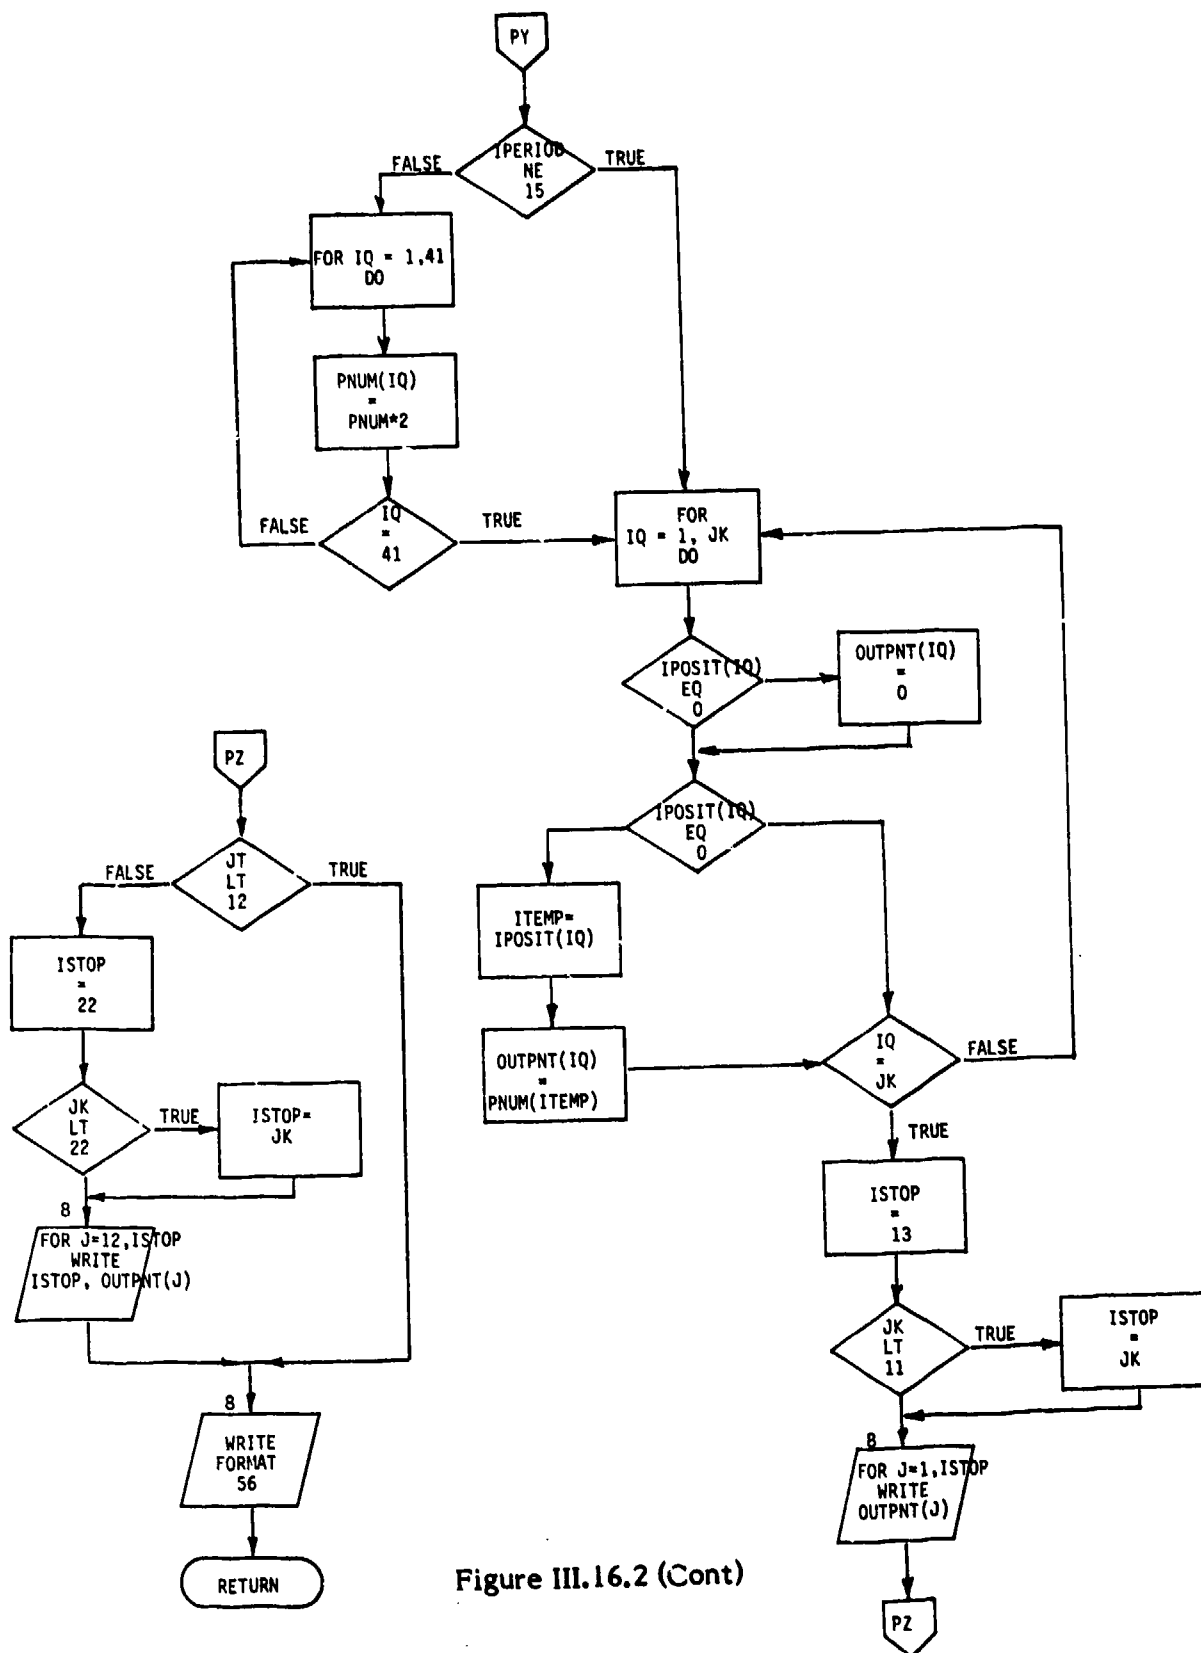 PY
IPERIOD
NE
15
FALSE
TRUE
FOR IQ = 1,41
DO
PNUM(IQ)
=
PNUM*2
IQ
=
41
FALSE
TRUE
FOR
IQ = 1, JK
DO
IPOSIT(IQ)
EQ
0
OUTPNT(IQ)
=
0
IPOSIT(IQ)
EQ
0
ITEMP=
IPOSIT(IQ)
OUTPNT(IQ)
=
PNUM(ITEMP)
IQ
=
JK
FALSE
TRUE
ISTOP
=
13
JK
LT
11
TRUE
ISTOP
=
JK
8
FOR J=1,ISTOP
WRITE
OUTPNT(J)
PZ
PZ
JT
LT
12
FALSE
TRUE
ISTOP
=
22
JK
LT
22
TRUE
ISTOP=
JK
8
FOR J=12,ISTOP
WRITE
ISTOP, OUTPNT(J)
8
WRITE
FORMAT
56
RETURN
Figure III.16.2 (Cont)